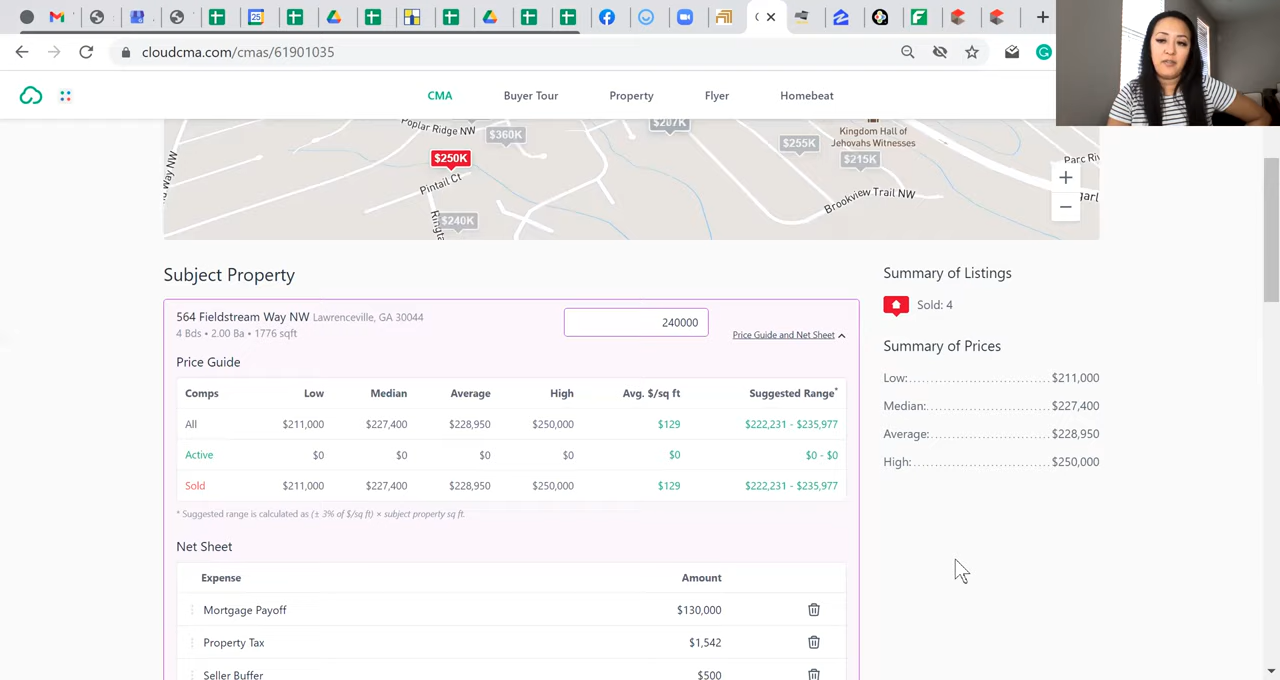 cloudcma.com/cmas/61901035
CMA
Buyer Tour
Property
Flyer
Homebeat
Poplar Ridge NW
$360K
$250K
Pintail Ct
$240K
$255K
Kingdom Hall of
Jehovahs Witnesses
$215K
Brookview Trail NW
Subject Property
564 Fieldstream Way NW Lawrenceville, GA 30044
4 Bds • 2.00 Ba • 1776 sqft
240000
Price Guide and Net Sheet
Price Guide
Comps Low Median Average High Avg. $/sq ft Suggested Range*
All $211,000 $227,400 $228,950 $250,000 $129 $222,231 - $235,977
Active $0 $0 $0 $0 $0 $0 - $0
Sold $211,000 $227,400 $228,950 $250,000 $129 $222,231 - $235,977
* Suggested range is calculated as (± 3% of $/sq ft) × subject property sq ft.
Net Sheet
Expense Amount
Mortgage Payoff $130,000
Property Tax $1,542
Seller Buffer $500
Summary of Listings
Sold: 4
Summary of Prices
Low: $211,000
Median: $227,400
Average: $228,950
High: $250,000